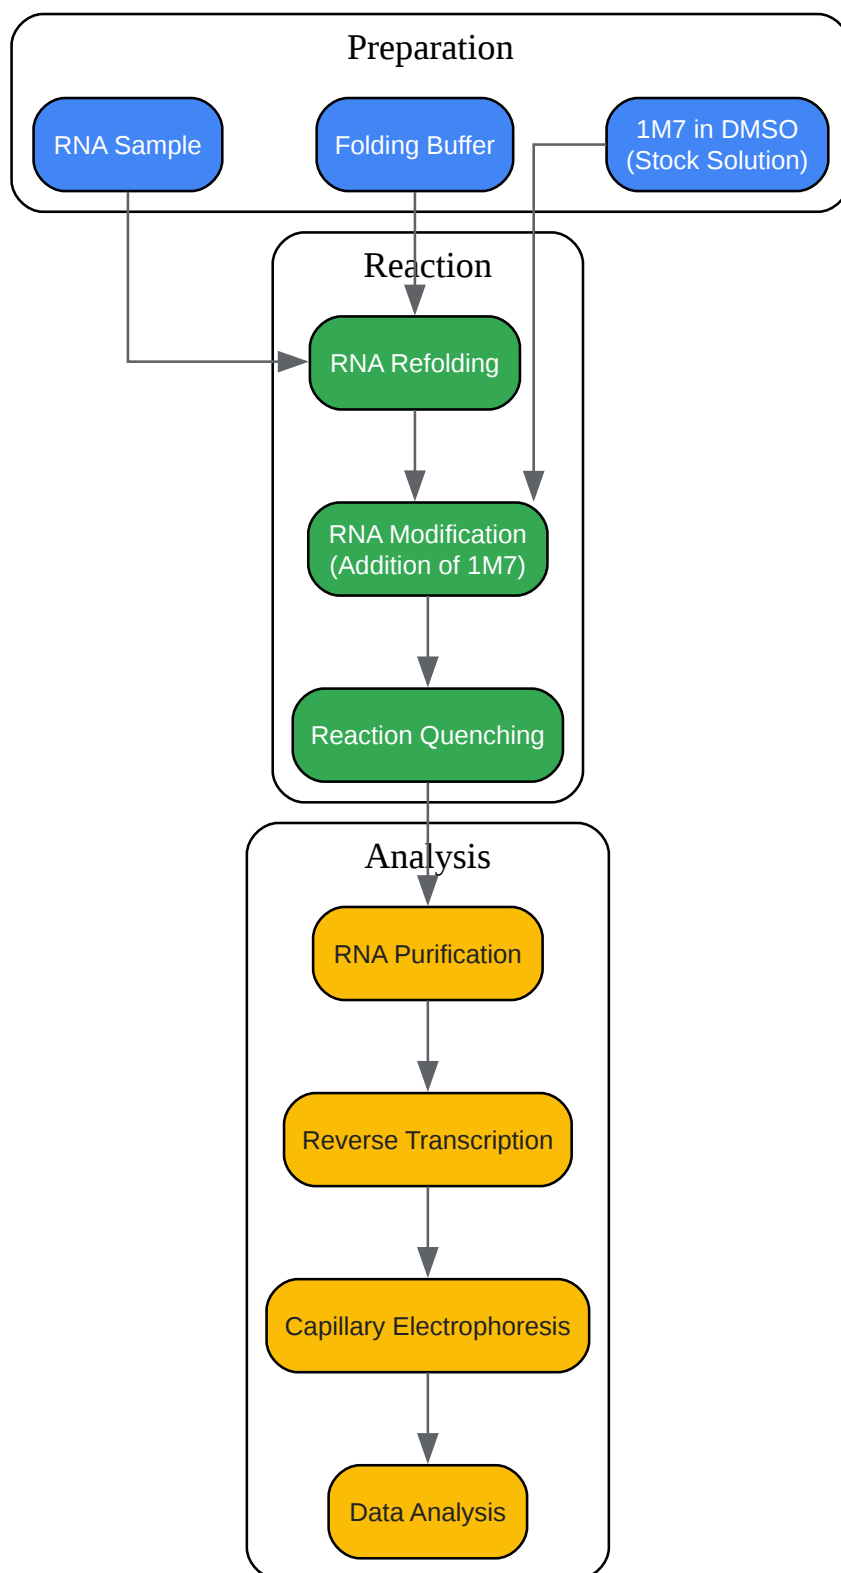 Preparation
RNA Sample
Folding Buffer
1M7 in DMSO
(Stock Solution)
Reaction
RNA Refolding
RNA Modification
(Addition of 1M7)
Reaction Quenching
Analysis
RNA Purification
Reverse Transcription
Capillary Electrophoresis
Data Analysis